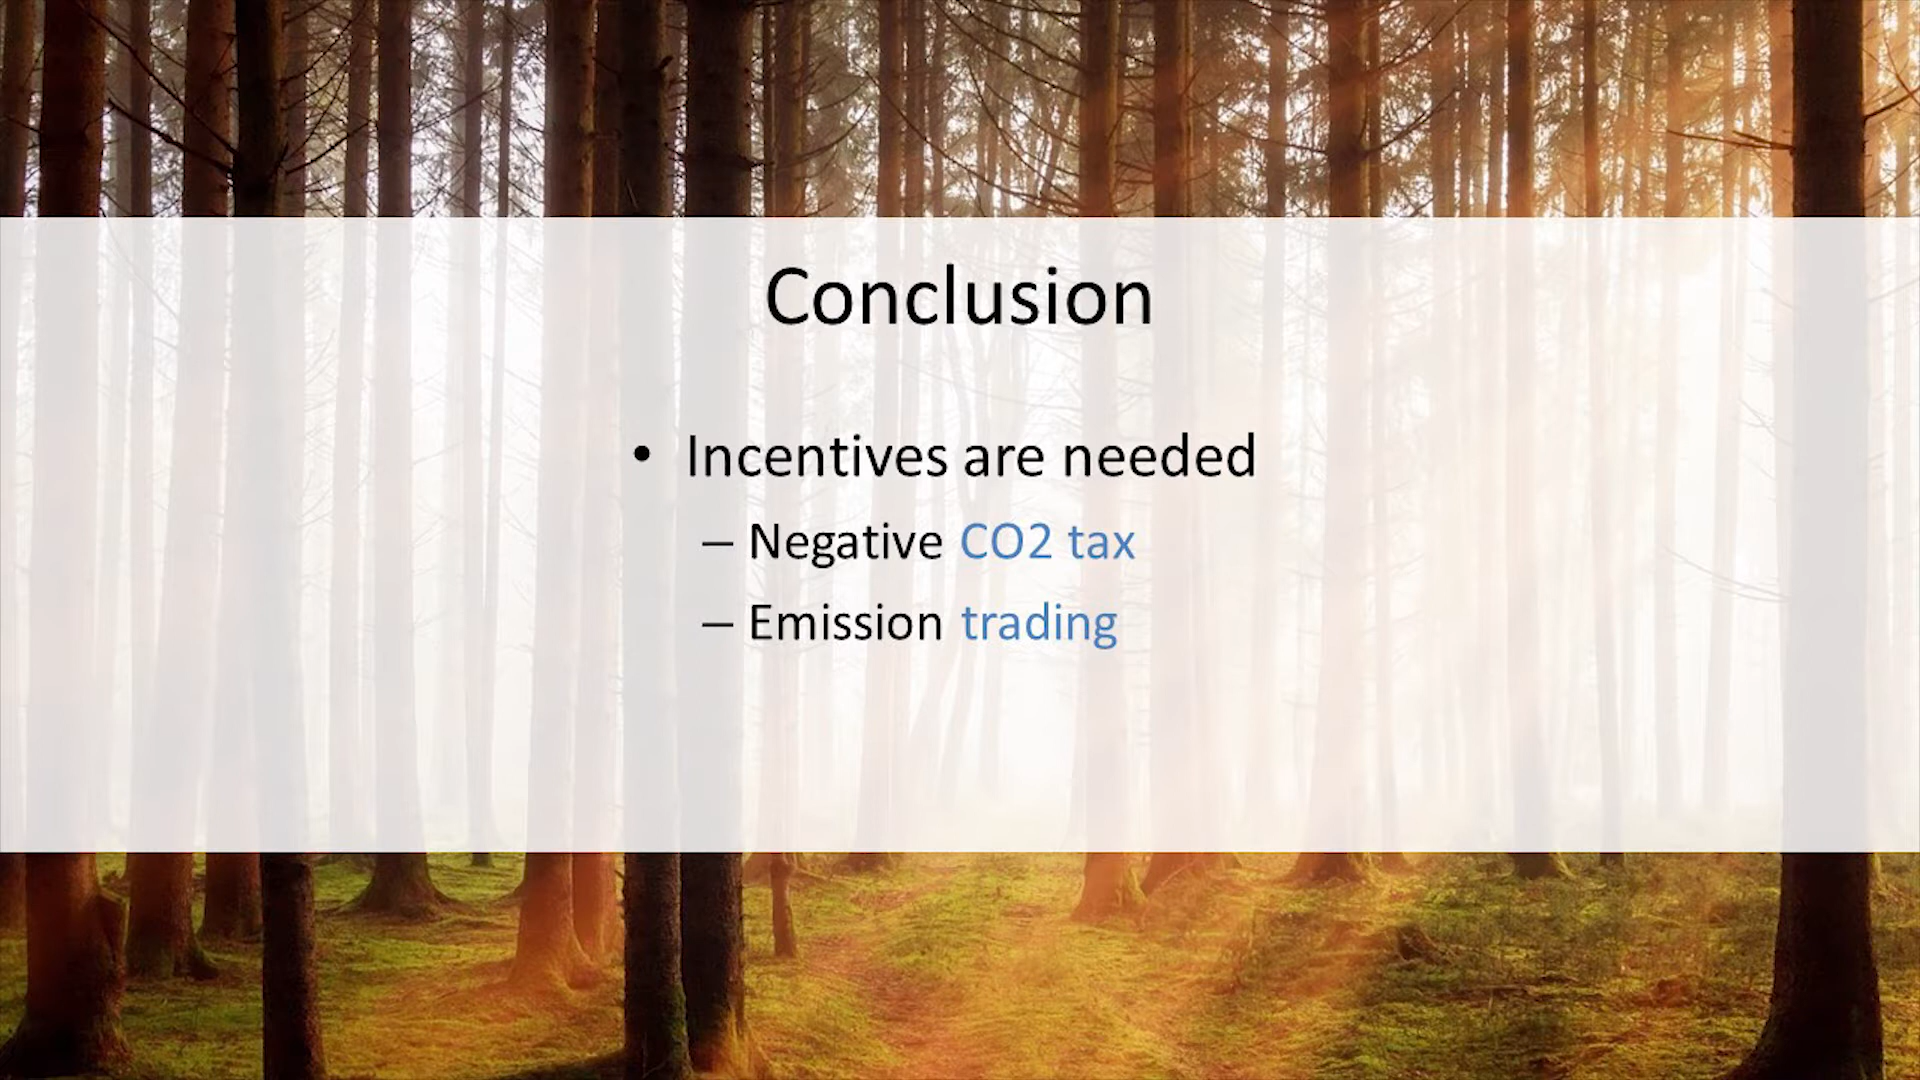 Conclusion
• Incentives are needed
– Negative CO2 tax
– Emission trading